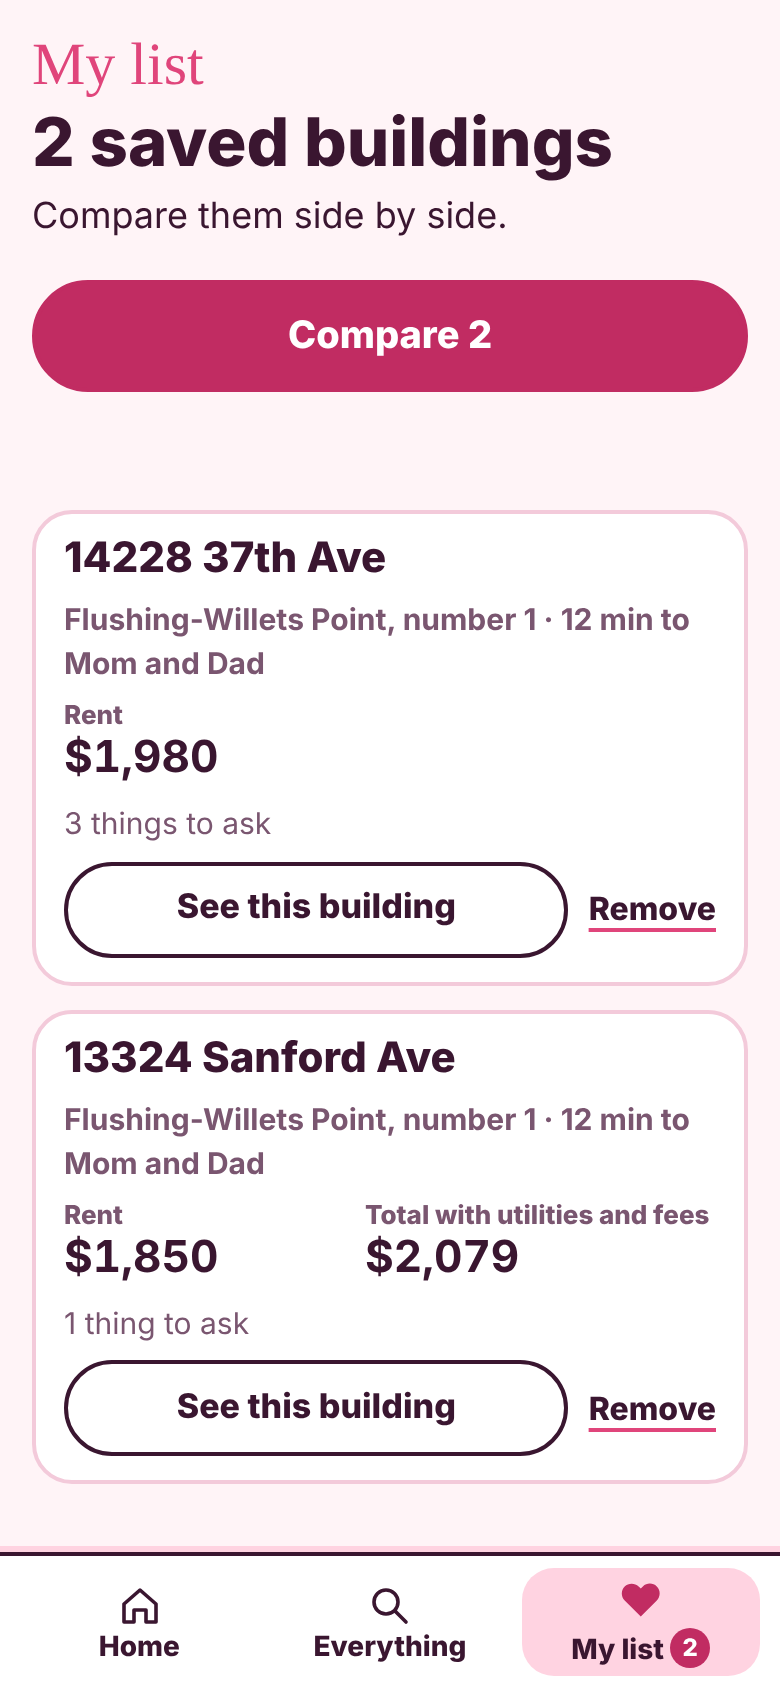 My list
2 saved buildings
Compare them side by side.
Compare 2
14228 37th Ave
Flushing-Willets Point, number 1 · 12 min to
Mom and Dad
Rent
$1,980
3 things to ask
See this building
Remove
13324 Sanford Ave
Flushing-Willets Point, number 1 · 12 min to
Mom and Dad
Rent
$1,850
Total with utilities and fees
$2,079
1 thing to ask
See this building
Remove
Home
Everything
My list 2